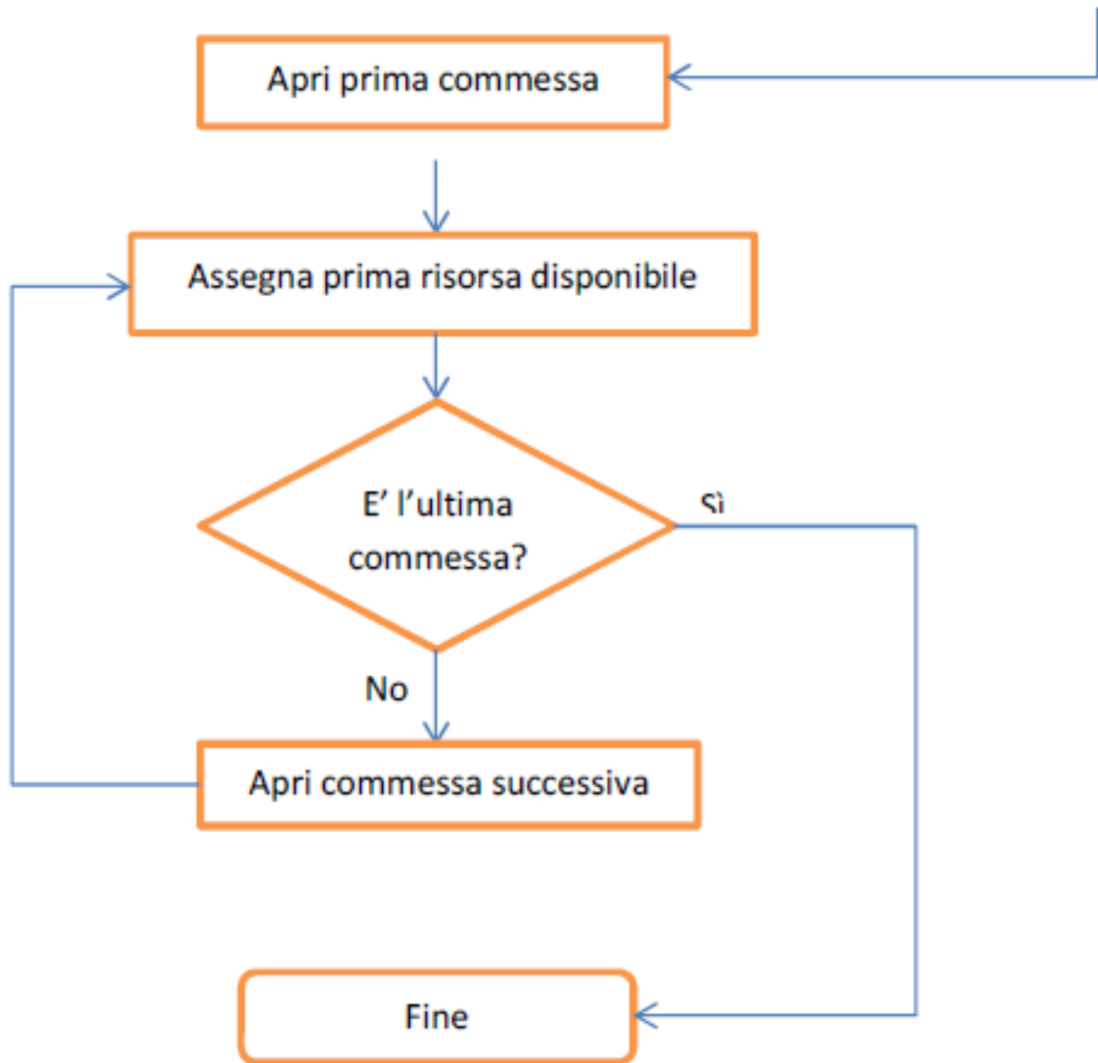 Apri prima commessa
Assegna prima risorsa disponibile
E' l'ultima
commessa?
Sì
No
Apri commessa successiva
Fine